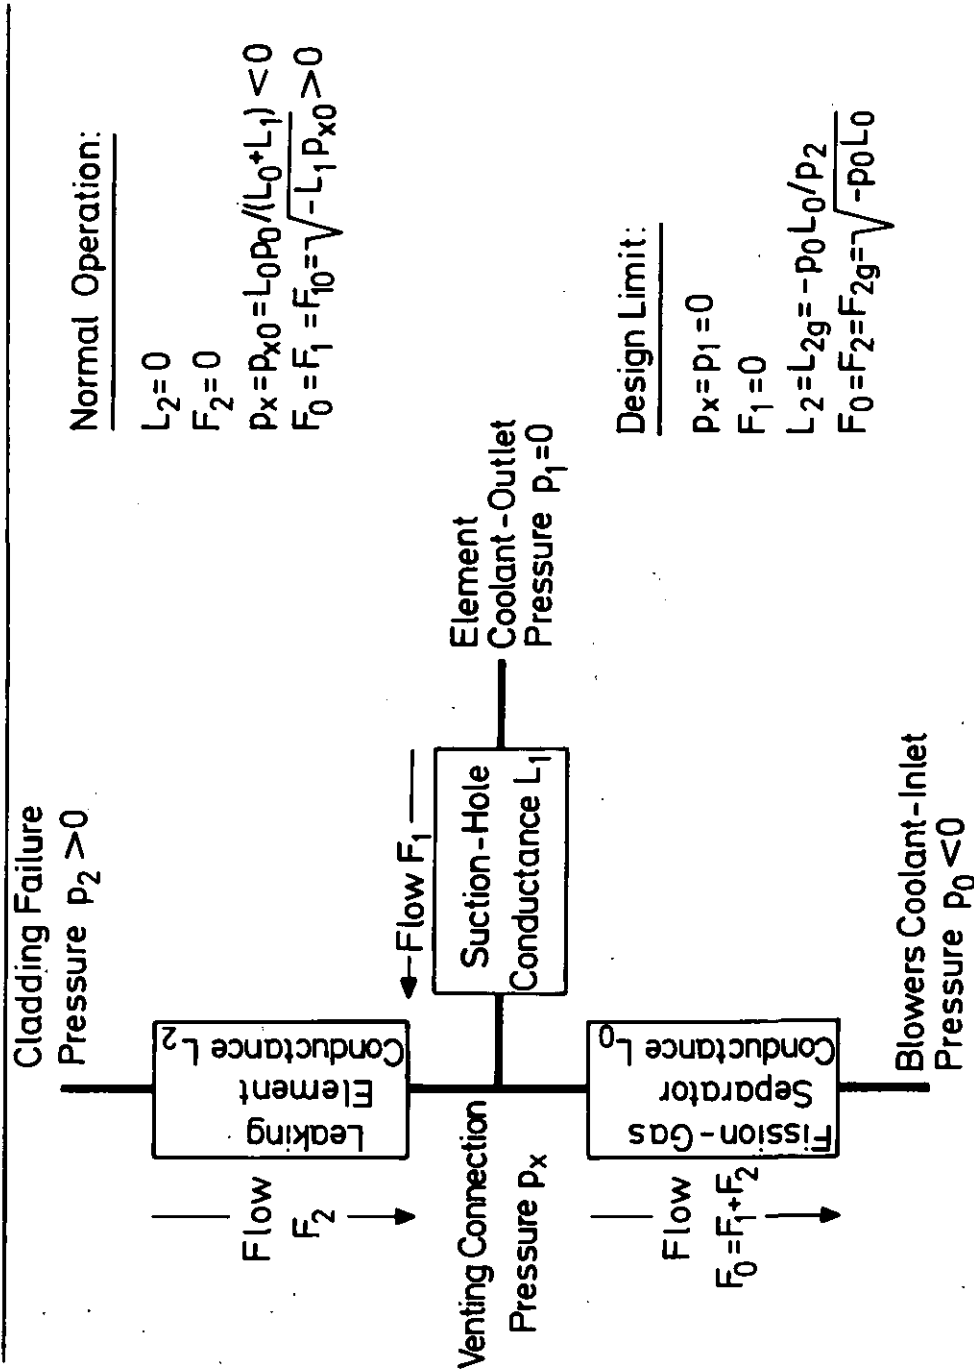 Cladding Failure
Pressure p₂ >0
Flow
F₂
Leaking
Element
Conductance L₂
Flow F₁
Venting Connection
Pressure pₓ
Suction-Hole
Conductance L₁
Element
Coolant-Outlet
Pressure p₁=0
Flow
F₀=F₁+F₂
Fission-Gas
Separator
Conductance L₀
Blowers Coolant-Inlet
Pressure p₀<0
Normal Operation:
L₂=0
F₂=0
pₓ=pₓ₀=L₀p₀/(L₀+L₁)<0
F₀=F₁=F₁₀=√-L₁pₓ₀>0
Design Limit:
pₓ=p₁=0
F₁=0
L₂=L₂g=-p₀L₀/p₂
F₀=F₂=F₂g=√-p₀L₀